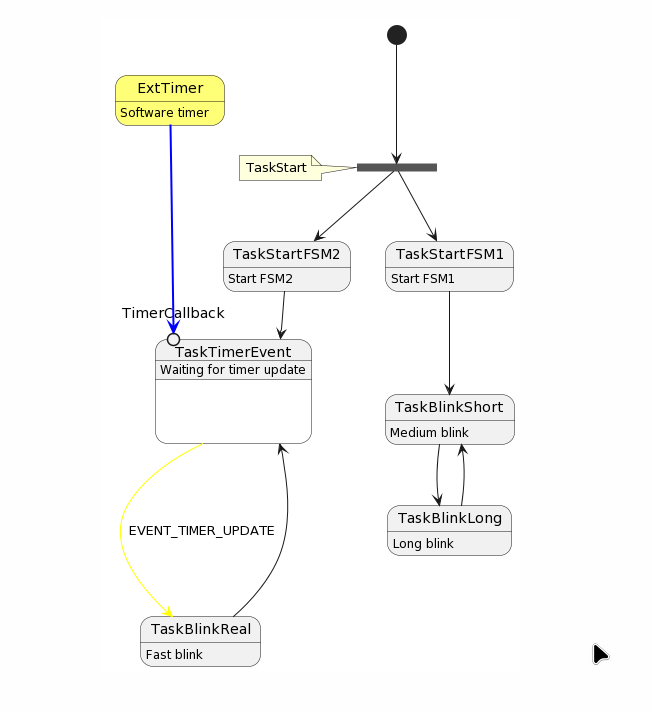 ExtTimer
Software timer
TaskStart
TaskStartFSM2
Start FSM2
TaskStartFSM1
Start FSM1
TimerCallback
TaskTimerEvent
Waiting for timer update
TaskBlinkShort
Medium blink
TaskBlinkLong
Long blink
EVENT_TIMER_UPDATE
TaskBlinkReal
Fast blink